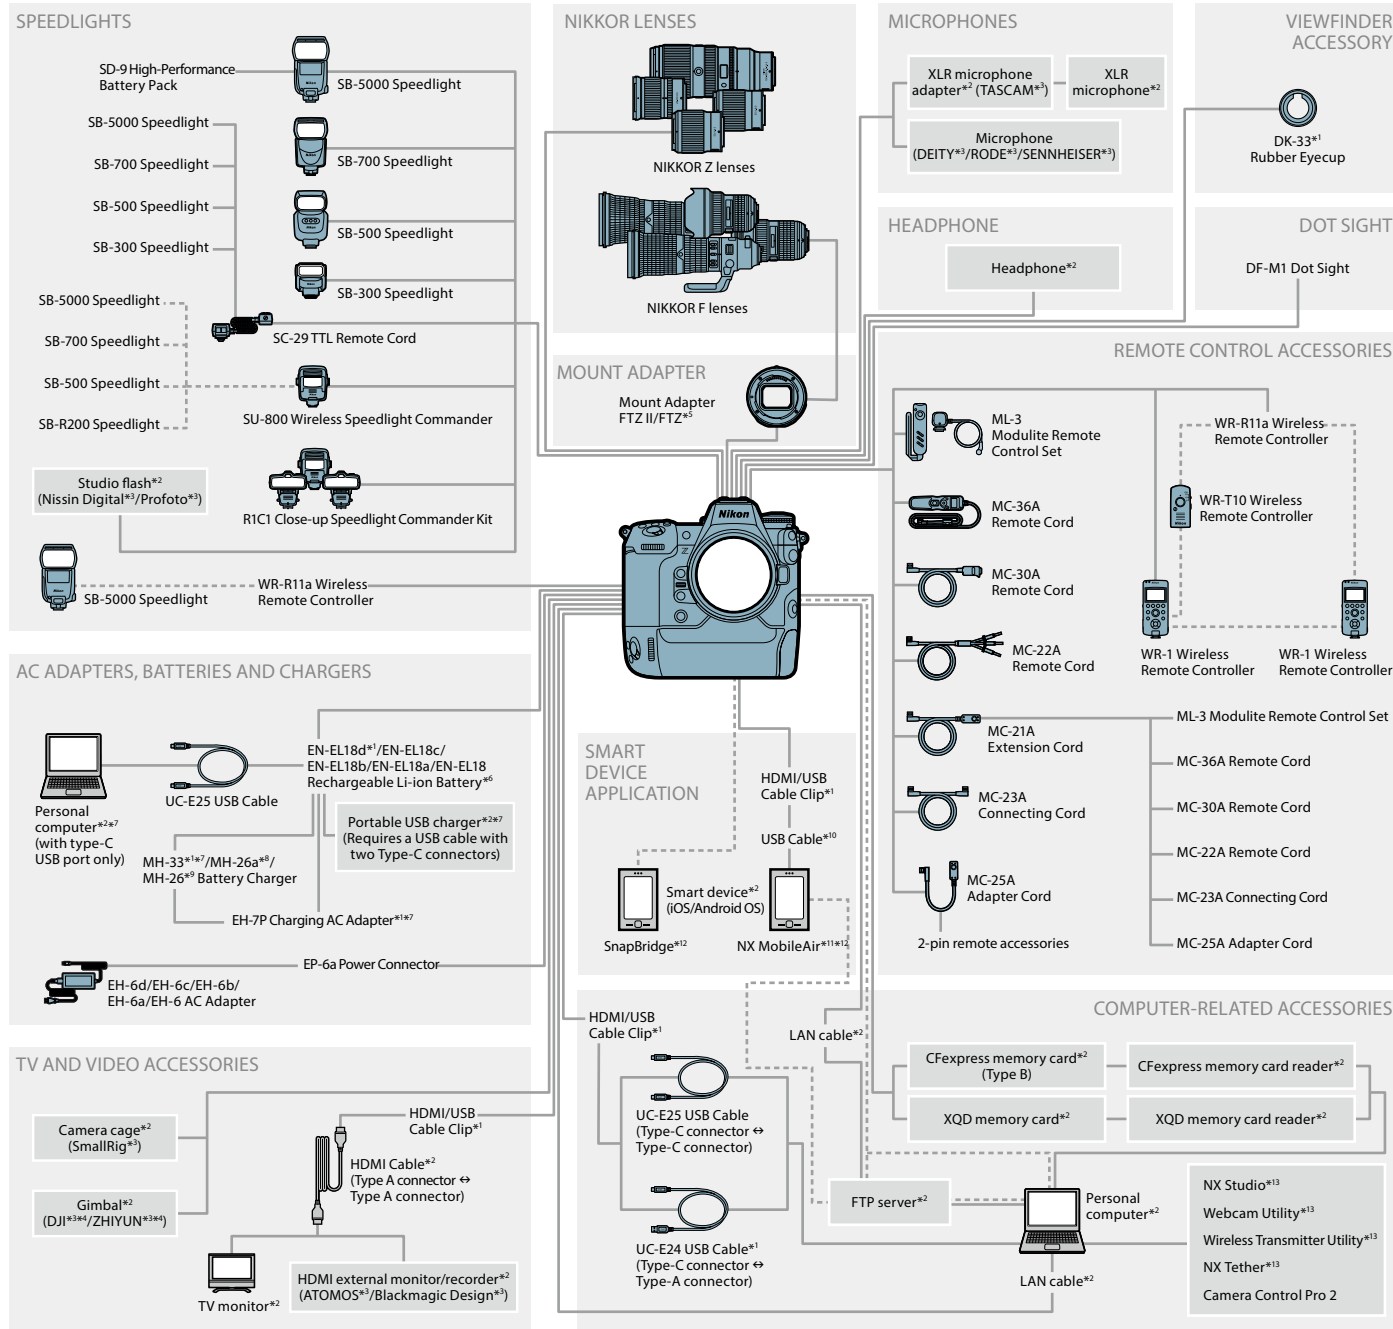 SPEEDLIGHTS
SD-9 High-Performance
Battery Pack
SB-5000 Speedlight
SB-5000 Speedlight
SB-700 Speedlight
SB-700 Speedlight
SB-500 Speedlight
SB-500 Speedlight
SB-300 Speedlight
SB-300 Speedlight
SB-5000 Speedlight
SB-700 Speedlight
SC-29 TTL Remote Cord
SB-500 Speedlight
SU-800 Wireless Speedlight Commander
SB-R200 Speedlight
Studio flash*2
(Nissin Digital*3/Profoto*3)
R1C1 Close-up Speedlight Commander Kit
SB-5000 Speedlight
WR-R11a Wireless
Remote Controller
NIKKOR LENSES
NIKKOR Z lenses
NIKKOR F lenses
MOUNT ADAPTER
Mount Adapter
FTZ II/FTZ*5
Nikon
MICROPHONES
XLR microphone
adapter*2 (TASCAM*3)
XLR
microphone*2
Microphone
(DEITY*3/RODE*3/SENNHEISER*3)
VIEWFINDER
ACCESSORY
DK-33*1
Rubber Eyecup
HEADPHONE
Headphone*2
DOT SIGHT
DF-M1 Dot Sight
REMOTE CONTROL ACCESSORIES
ML-3
Modulite Remote
Control Set
MC-36A
Remote Cord
MC-30A
Remote Cord
MC-22A
Remote Cord
MC-21A
Extension Cord
MC-23A
Connecting Cord
MC-25A
Adapter Cord
2-pin remote accessories
WR-R11a Wireless
Remote Controller
WR-T10 Wireless
Remote Controller
WR-1 Wireless
Remote Controller
WR-1 Wireless
Remote Controller
ML-3 Modulite Remote Control Set
MC-36A Remote Cord
MC-30A Remote Cord
MC-22A Remote Cord
MC-23A Connecting Cord
MC-25A Adapter Cord
AC ADAPTERS, BATTERIES AND CHARGERS
Personal
computer*2*7
(with type-C
USB port only)
UC-E25 USB Cable
EN-EL18d*1/EN-EL18c/
EN-EL18b/EN-EL18a/EN-EL18
Rechargeable Li-ion Battery*6
Portable USB charger*2*7
(Requires a USB cable with
two Type-C connectors)
MH-33*1*7/MH-26a*8/
MH-26*9 Battery Charger
EH-7P Charging AC Adapter*1*7
EP-6a Power Connector
EH-6d/EH-6c/EH-6b/
EH-6a/EH-6 AC Adapter
SMART
DEVICE
APPLICATION
HDMI/USB
Cable Clip*1
USB Cable*10
Smart device*2
(iOS/Android OS)
SnapBridge*12
NX MobileAir*11*12
TV AND VIDEO ACCESSORIES
Camera cage*2
(SmallRig*3)
Gimbal*2
(DJI*3*4/ZHIYUN*3*4)
HDMI/USB
Cable Clip*1
HDMI Cable*2
(Type A connector ↔
Type A connector)
TV monitor*2
HDMI external monitor/recorder*2
(ATOMOS*3/Blackmagic Design*3)
COMPUTER-RELATED ACCESSORIES
HDMI/USB
Cable Clip*1
LAN cable*2
UC-E25 USB Cable
(Type-C connector ↔
Type-C connector)
UC-E24 USB Cable*1
(Type-C connector ↔
Type-A connector)
CFexpress memory card*2
(Type B)
CFexpress memory card reader*2
XQD memory card*2
XQD memory card reader*2
FTP server*2
Personal
computer*2
LAN cable*2
NX Studio*13
Webcam Utility*13
Wireless Transmitter Utility*13
NX Tether*13
Camera Control Pro 2